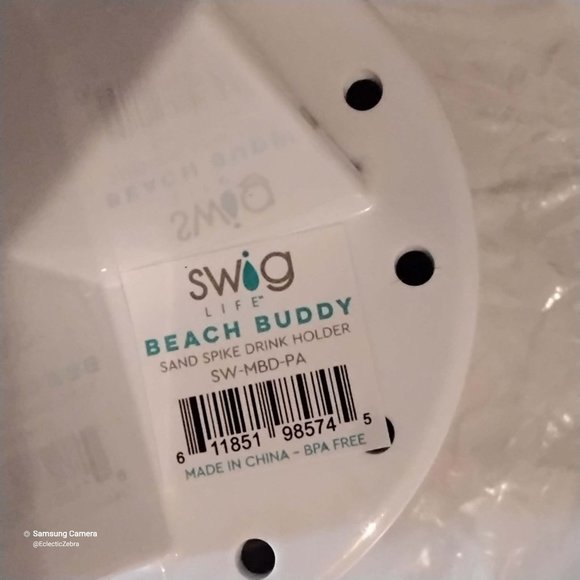 swig
LIFE™
BEACH BUDDY
SAND SPIKE DRINK HOLDER
SW-MBD-PA
6 11851 98574 5
MADE IN CHINA - BPA FREE
Samsung Camera
@EclecticZebra